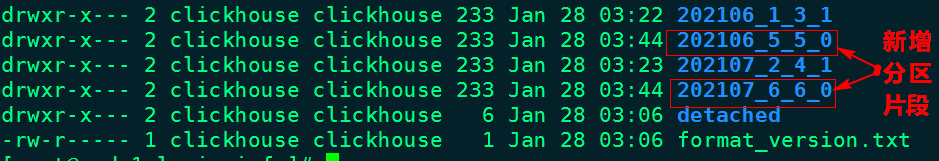 drwxr-x--- 2 clickhouse clickhouse 233 Jan 28 03:22 202106_1_3_1
drwxr-x--- 2 clickhouse clickhouse 233 Jan 28 03:44 202106_5_5_0
drwxr-x--- 2 clickhouse clickhouse 233 Jan 28 03:23 202107_2_4_1
drwxr-x--- 2 clickhouse clickhouse 233 Jan 28 03:44 202107_6_6_0
drwxr-x--- 2 clickhouse clickhouse   6 Jan 28 03:06 detached
-rw-r----- 1 clickhouse clickhouse   1 Jan 28 03:06 format_version.txt
新增
分区
片段